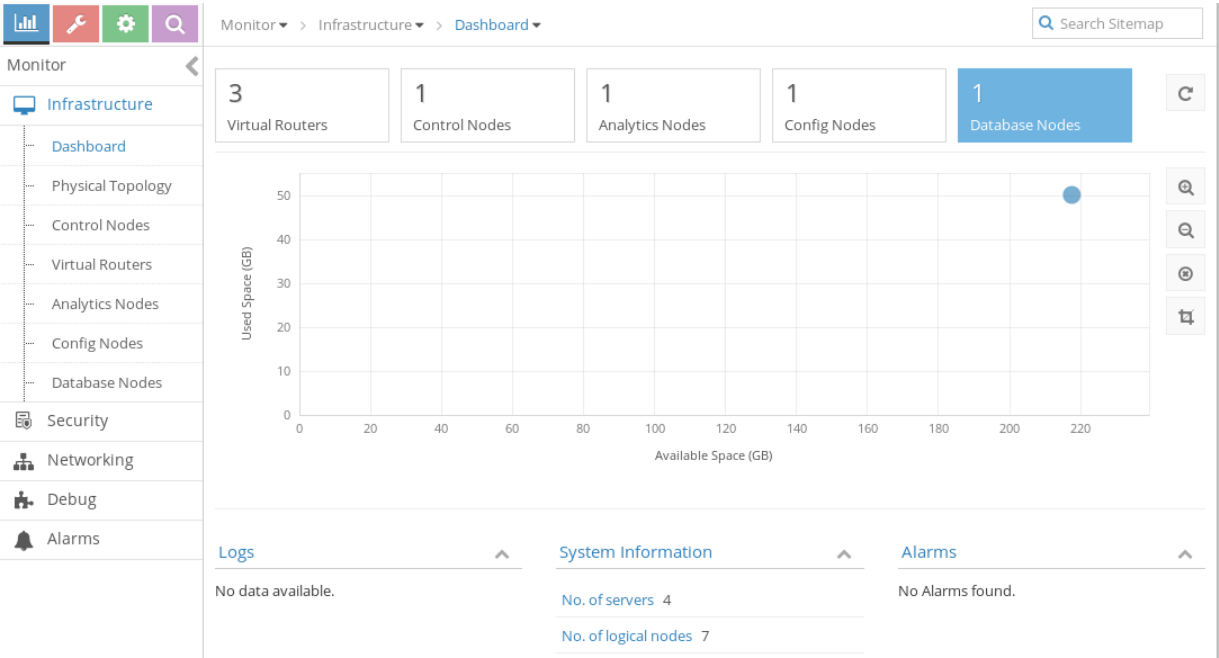 Monitor > Infrastructure > Dashboard
Search Sitemap
Monitor
Infrastructure
Dashboard
Physical Topology
Control Nodes
Virtual Routers
Analytics Nodes
Config Nodes
Database Nodes
Security
Networking
Debug
Alarms
3
Virtual Routers
1
Control Nodes
1
Analytics Nodes
1
Config Nodes
1
Database Nodes
Used Space (GB)
50
40
30
20
10
0
0 20 40 60 80 100 120 140 160 180 200 220
Available Space (GB)
Logs
No data available.
System Information
No. of servers 4
No. of logical nodes 7
Alarms
No Alarms found.